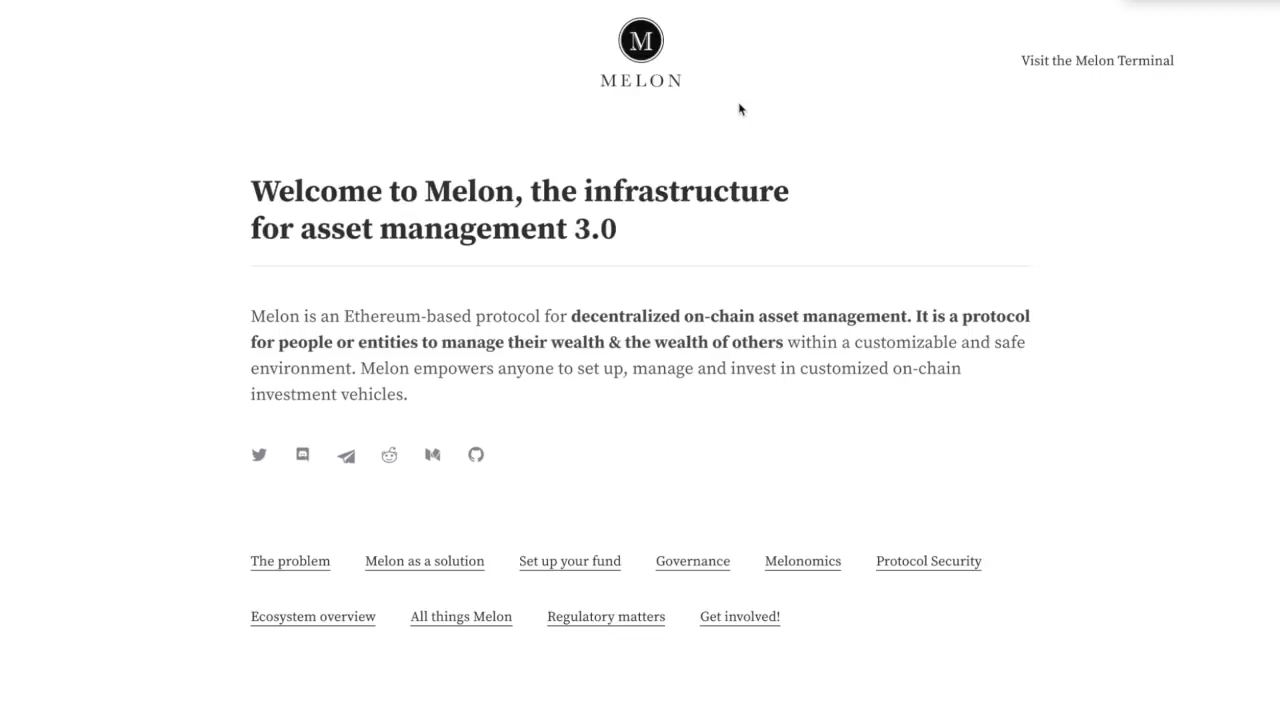 M
MELON
Visit the Melon Terminal
Welcome to Melon, the infrastructure
for asset management 3.0
Melon is an Ethereum-based protocol for decentralized on-chain asset management. It is a protocol
for people or entities to manage their wealth & the wealth of others within a customizable and safe
environment. Melon empowers anyone to set up, manage and invest in customized on-chain
investment vehicles.
The problem Melon as a solution Set up your fund Governance Melonomics Protocol Security
Ecosystem overview All things Melon Regulatory matters Get involved!